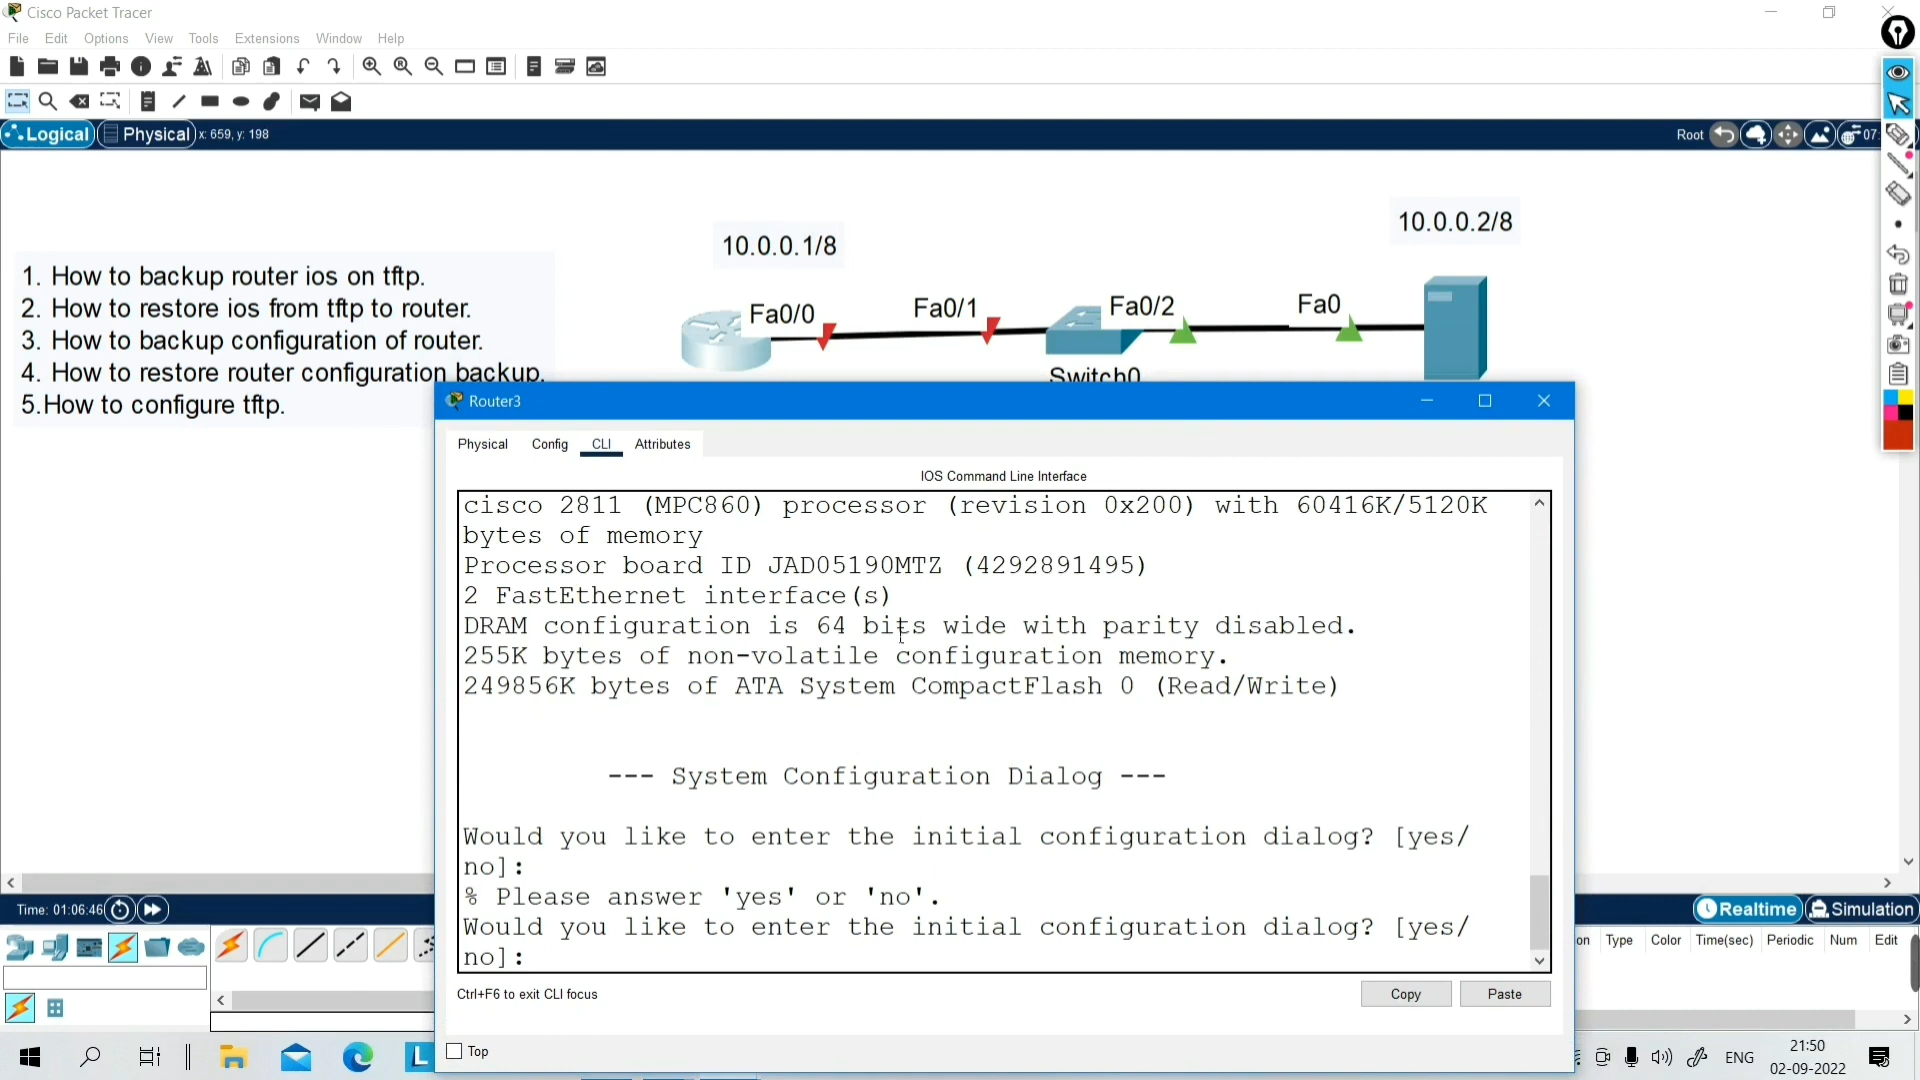 Cisco Packet Tracer
File Edit Options View Tools Extensions Window Help
Logical Physical x: 659, y: 198
Root 07:
10.0.0.1/8
10.0.0.2/8
1. How to backup router ios on tftp.
2. How to restore ios from tftp to router.
3. How to backup configuration of router.
4. How to restore router configuration backup.
5.How to configure tftp.
Fa0/0 Fa0/1 Fa0/2 Fa0
Switch0
Router3
Physical Config CLI Attributes
IOS Command Line Interface
cisco 2811 (MPC860) processor (revision 0x200) with 60416K/5120K
bytes of memory
Processor board ID JAD05190MTZ (4292891495)
2 FastEthernet interface(s)
DRAM configuration is 64 bits wide with parity disabled.
255K bytes of non-volatile configuration memory.
249856K bytes of ATA System CompactFlash 0 (Read/Write)
--- System Configuration Dialog ---
Would you like to enter the initial configuration dialog? [yes/
no]:
% Please answer 'yes' or 'no'.
Would you like to enter the initial configuration dialog? [yes/
no]:
Ctrl+F6 to exit CLI focus
Copy Paste
Top
Time: 01:06:46
Realtime Simulation
on Type Color Time(sec) Periodic Num Edit
L
ENG
21:50
02-09-2022